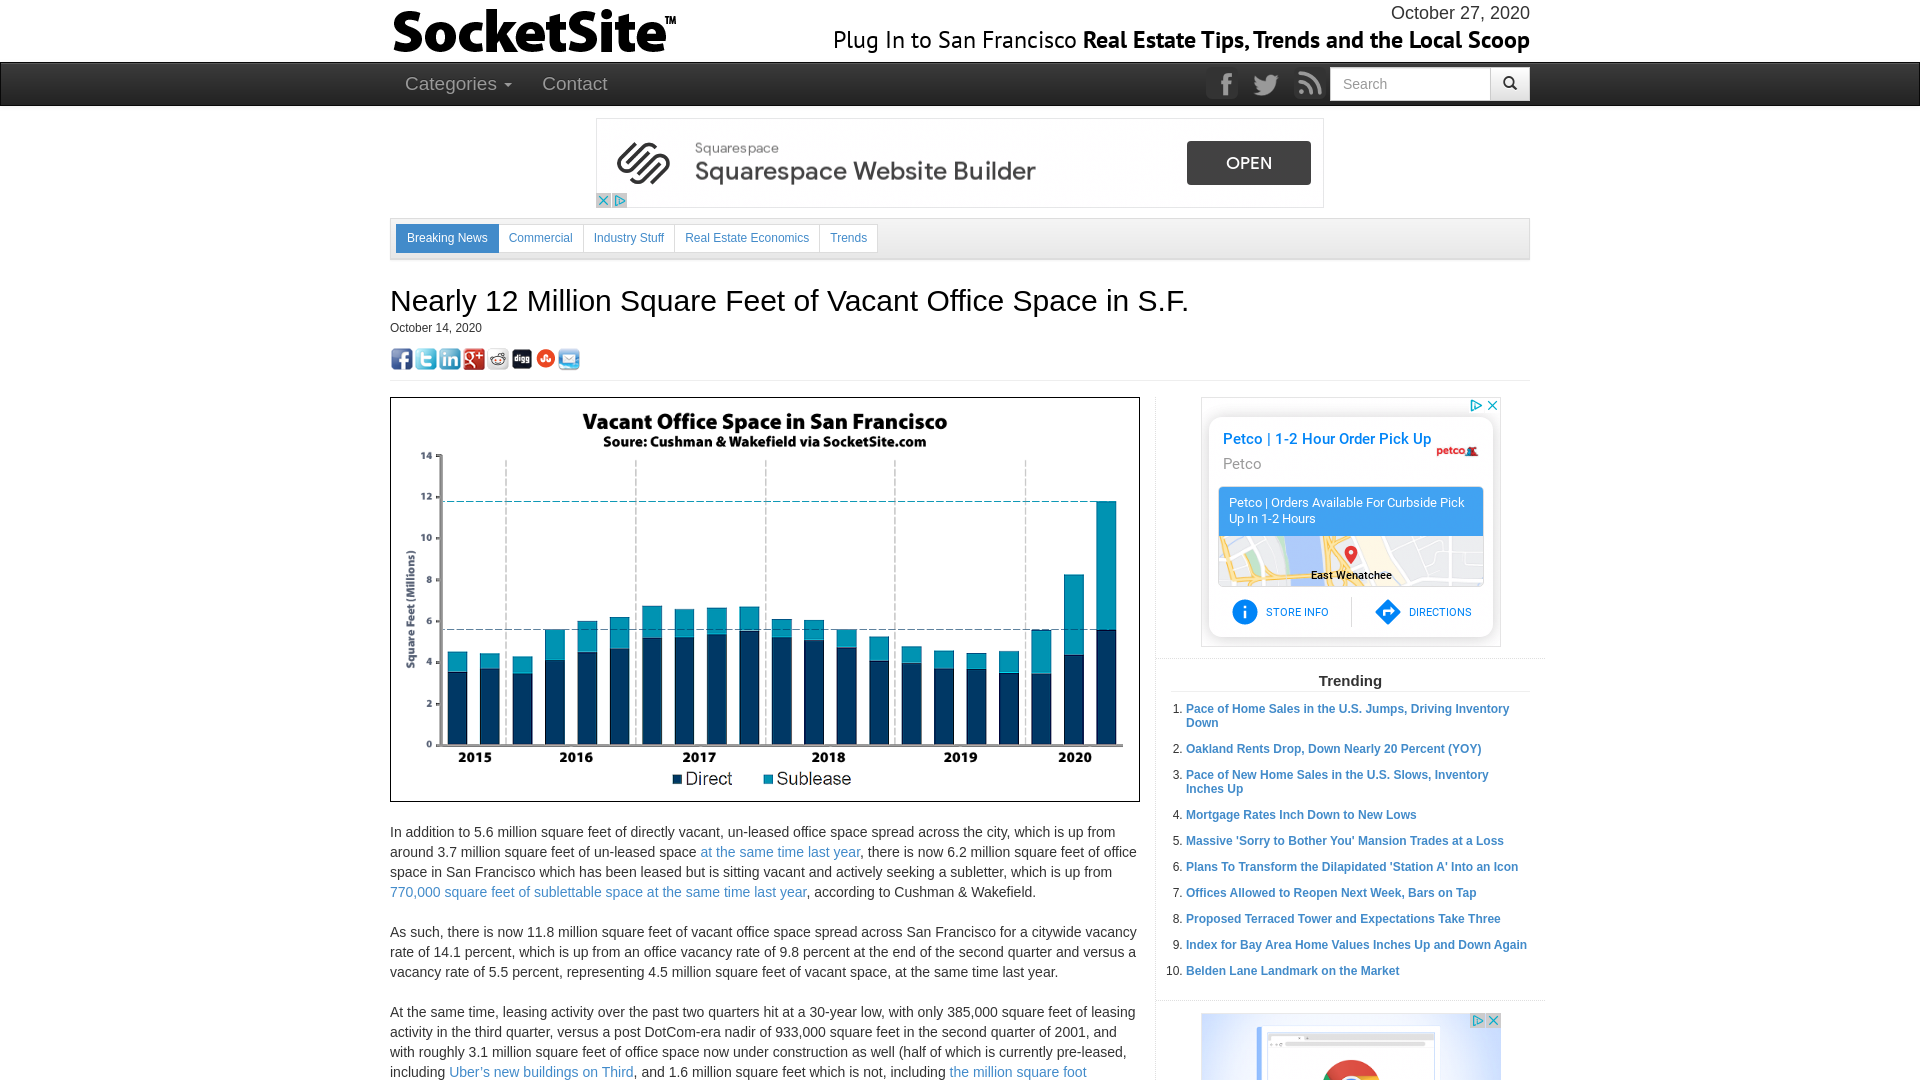 SocketSite™
October 27, 2020
Plug In to San Francisco Real Estate Tips, Trends and the Local Scoop
Categories Contact
Search
Squarespace
Squarespace Website Builder
OPEN
Breaking News Commercial Industry Stuff Real Estate Economics Trends
Nearly 12 Million Square Feet of Vacant Office Space in S.F.
October 14, 2020
digg
Vacant Office Space in San Francisco
Soure: Cushman & Wakefield via SocketSite.com
14
12
10
8
6
4
2
0
Square Feet (Millions)
2015 2016 2017 2018 2019 2020
Direct Sublease
In addition to 5.6 million square feet of directly vacant, un-leased office space spread across the city, which is up from
around 3.7 million square feet of un-leased space at the same time last year, there is now 6.2 million square feet of office
space in San Francisco which has been leased but is sitting vacant and actively seeking a subletter, which is up from
770,000 square feet of sublettable space at the same time last year, according to Cushman & Wakefield.
As such, there is now 11.8 million square feet of vacant office space spread across San Francisco for a citywide vacancy
rate of 14.1 percent, which is up from an office vacancy rate of 9.8 percent at the end of the second quarter and versus a
vacancy rate of 5.5 percent, representing 4.5 million square feet of vacant space, at the same time last year.
At the same time, leasing activity over the past two quarters hit at a 30-year low, with only 385,000 square feet of leasing
activity in the third quarter, versus a post DotCom-era nadir of 933,000 square feet in the second quarter of 2001, and
with roughly 3.1 million square feet of office space now under construction as well (half of which is currently pre-leased,
including Uber’s new buildings on Third, and 1.6 million square feet which is not, including the million square foot
Petco | 1-2 Hour Order Pick Up
Petco
petco
Petco | Orders Available For Curbside Pick
Up In 1-2 Hours
East Wenatchee
STORE INFO DIRECTIONS
Trending
1. Pace of Home Sales in the U.S. Jumps, Driving Inventory
Down
2. Oakland Rents Drop, Down Nearly 20 Percent (YOY)
3. Pace of New Home Sales in the U.S. Slows, Inventory
Inches Up
4. Mortgage Rates Inch Down to New Lows
5. Massive 'Sorry to Bother You' Mansion Trades at a Loss
6. Plans To Transform the Dilapidated 'Station A' Into an Icon
7. Offices Allowed to Reopen Next Week, Bars on Tap
8. Proposed Terraced Tower and Expectations Take Three
9. Index for Bay Area Home Values Inches Up and Down Again
10. Belden Lane Landmark on the Market